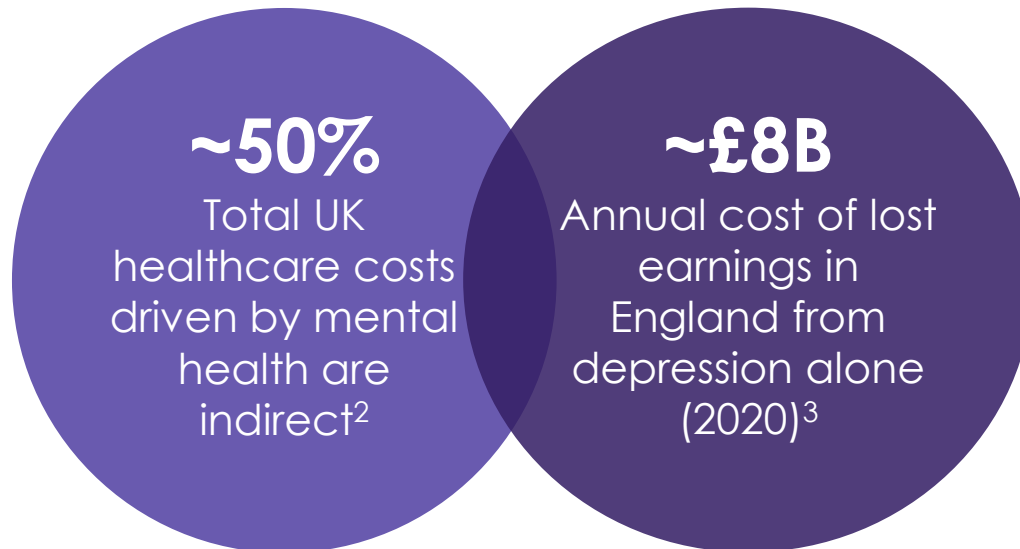 ~50%
Total UK
healthcare costs
driven by mental
health are
indirect2
~£8B
Annual cost of lost
earnings in
England from
depression alone
(2020)3